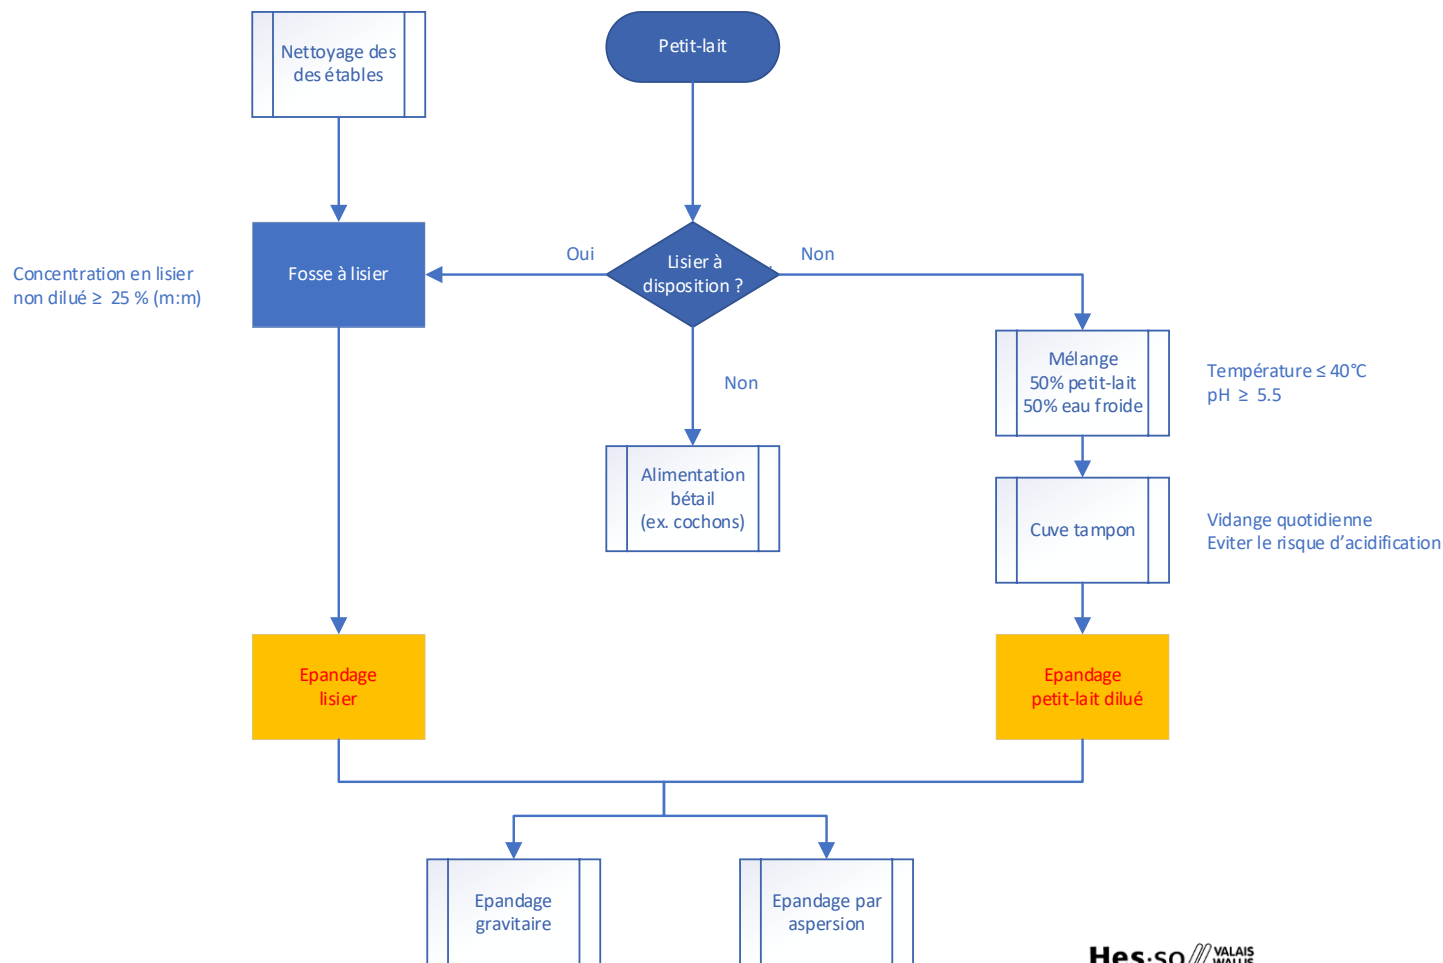 Nettoyage des
des étables
Petit-lait
Concentration en lisier
non dilué ≥ 25 % (m:m)
Fosse à lisier
Oui
Lisier à
disposition ?
Non
Non
Mélange
50% petit-lait
50% eau froide
Température ≤ 40°C
pH ≥ 5.5
Alimentation
bétail
(ex. cochons)
Cuve tampon
Vidange quotidienne
Eviter le risque d’acidification
Epandage
lisier
Epandage
petit-lait dilué
Epandage
gravitaire
Epandage par
aspersion
Hes·so VALAIS
WALLIS